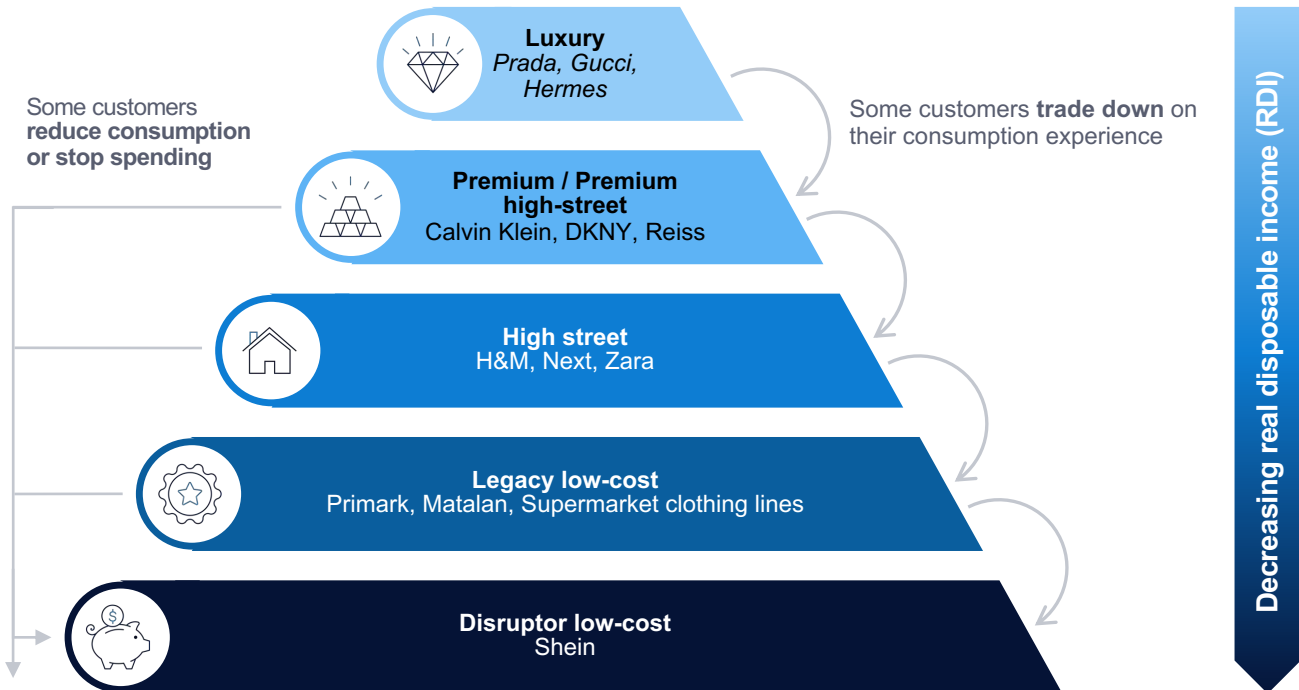 Luxury
Prada, Gucci,
Hermes
Some customers
reduce consumption
or stop spending
Some customers trade down on
their consumption experience
Premium / Premium
high-street
Calvin Klein, DKNY, Reiss
High street
H&M, Next, Zara
Legacy low-cost
Primark, Matalan, Supermarket clothing lines
$
Disruptor low-cost
Shein
Decreasing real disposable income (RDI)